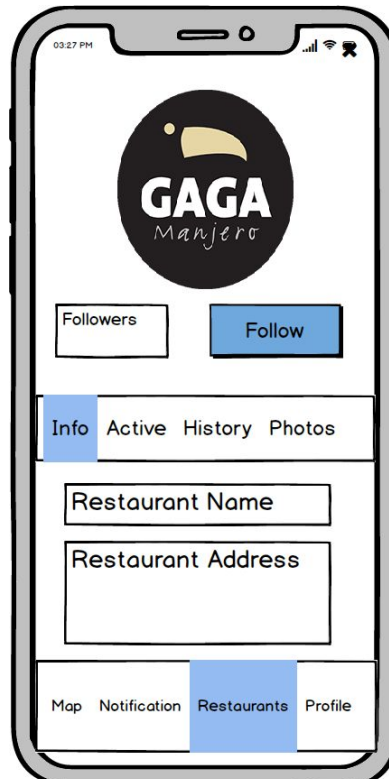 03:27 PM
GAGA
Manjero
Followers
Follow
Info Active History Photos
Restaurant Name
Restaurant Address
Map Notification Restaurants Profile